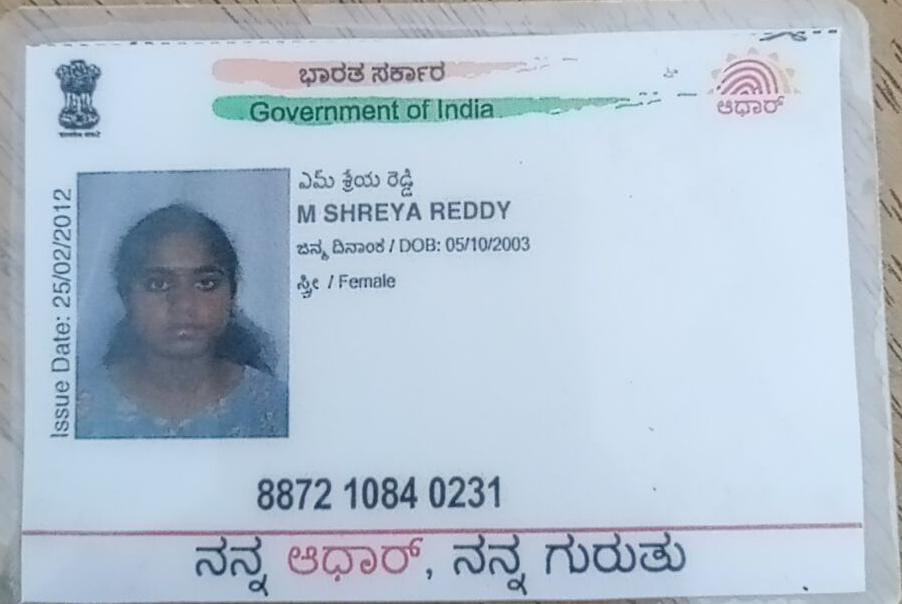 ಭಾರತ ಸರ್ಕಾರ
Government of India
ಆಧಾರ್
Issue Date: 25/02/2012
ಎಮ್ ಶ್ರೇಯ ರೆಡ್ಡಿ
M SHREYA REDDY
ಜನ್ಮ ದಿನಾಂಕ / DOB: 05/10/2003
ಸ್ತ್ರೀ / Female
8872 1084 0231
ನನ್ನ ಆಧಾರ್, ನನ್ನ ಗುರುತು